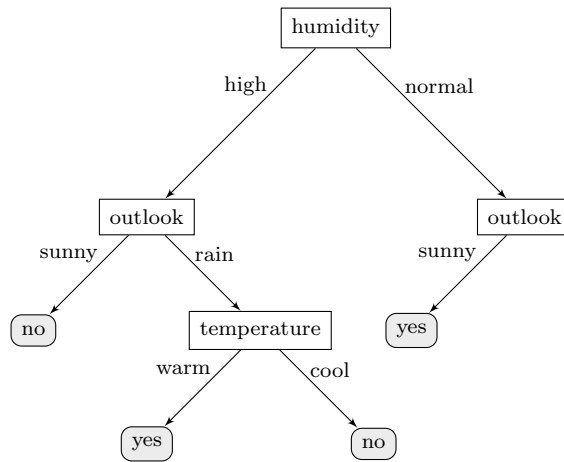 humidity
high
normal
outlook
outlook
sunny
rain
sunny
no
temperature
yes
warm
cool
yes
no